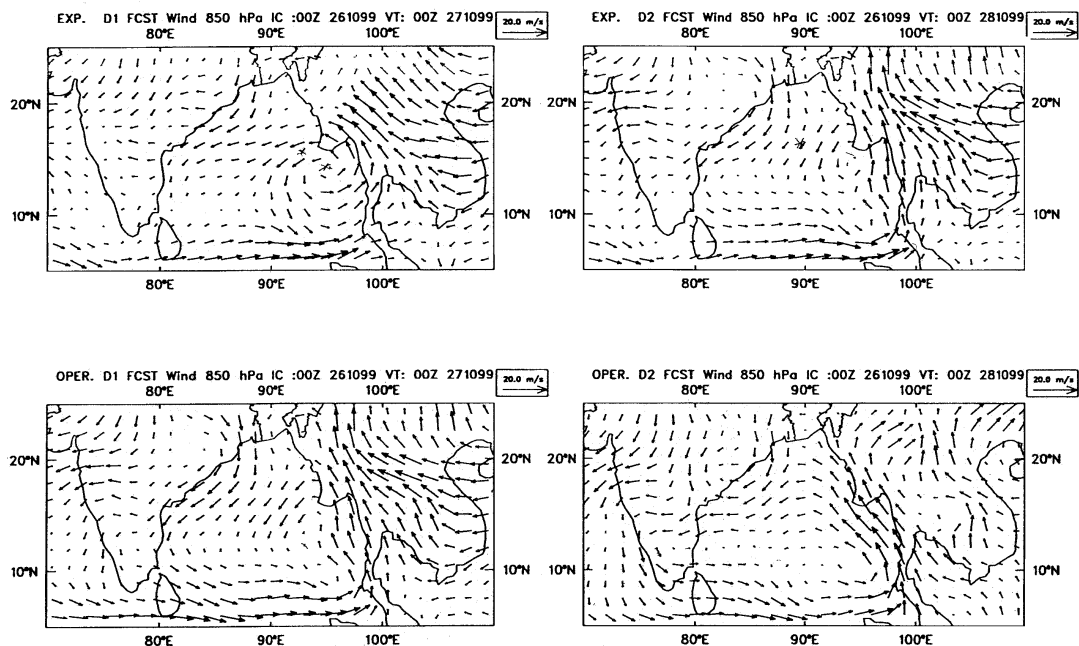 EXP. D1 FCST Wind 850 hPa IC :00Z 261099 VT: 00Z 271099
20.0 m/s
80°E 90°E 100°E
20°N 20°N
10°N 10°N
80°E 90°E 100°E
EXP. D2 FCST Wind 850 hPa IC :00Z 261099 VT: 00Z 281099
20.0 m/s
80°E 90°E 100°E
20°N 20°N
10°N 10°N
80°E 90°E 100°E
OPER. D1 FCST Wind 850 hPa IC :00Z 261099 VT: 00Z 271099
20.0 m/s
80°E 90°E 100°E
20°N 20°N
10°N 10°N
80°E 90°E 100°E
OPER. D2 FCST Wind 850 hPa IC :00Z 261099 VT: 00Z 281099
20.0 m/s
80°E 90°E 100°E
20°N 20°N
10°N 10°N
80°E 90°E 100°E